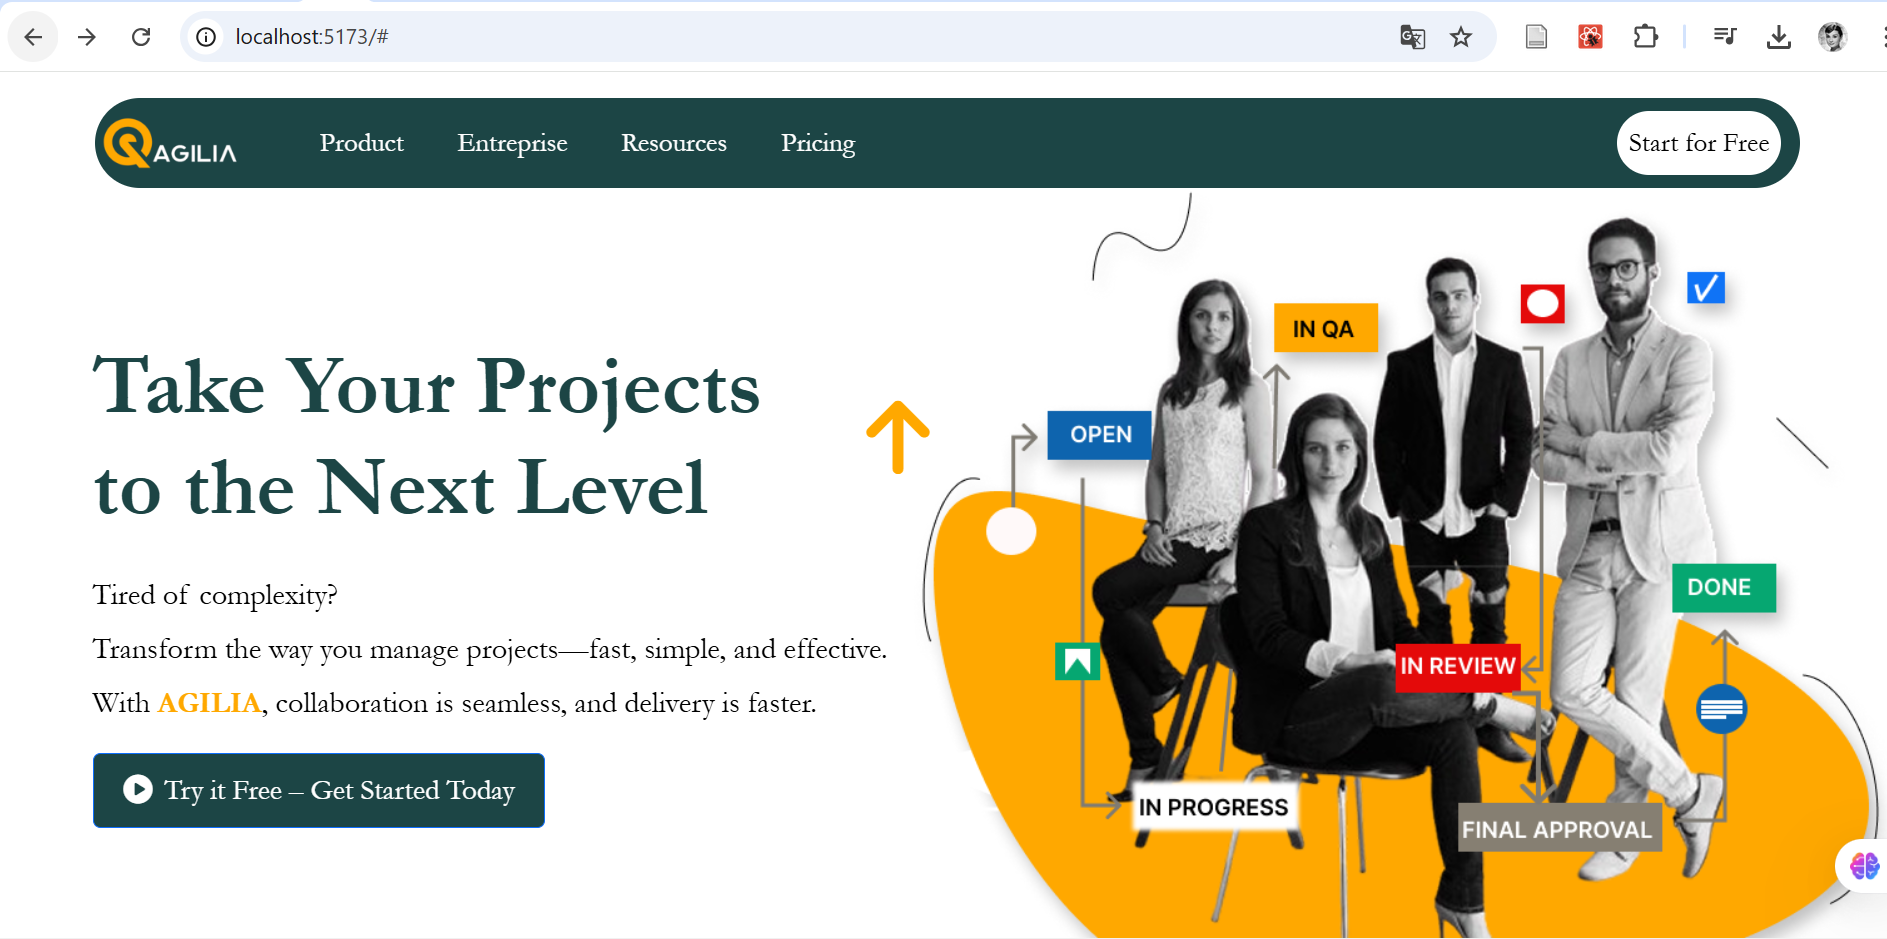 localhost:5173/#
AGILIA
Product
Entreprise
Resources
Pricing
Start for Free
Take Your Projects
to the Next Level
Tired of complexity?
Transform the way you manage projects—fast, simple, and effective.
With AGILIA, collaboration is seamless, and delivery is faster.
Try it Free – Get Started Today
IN QA
OPEN
DONE
IN REVIEW
IN PROGRESS
FINAL APPROVAL